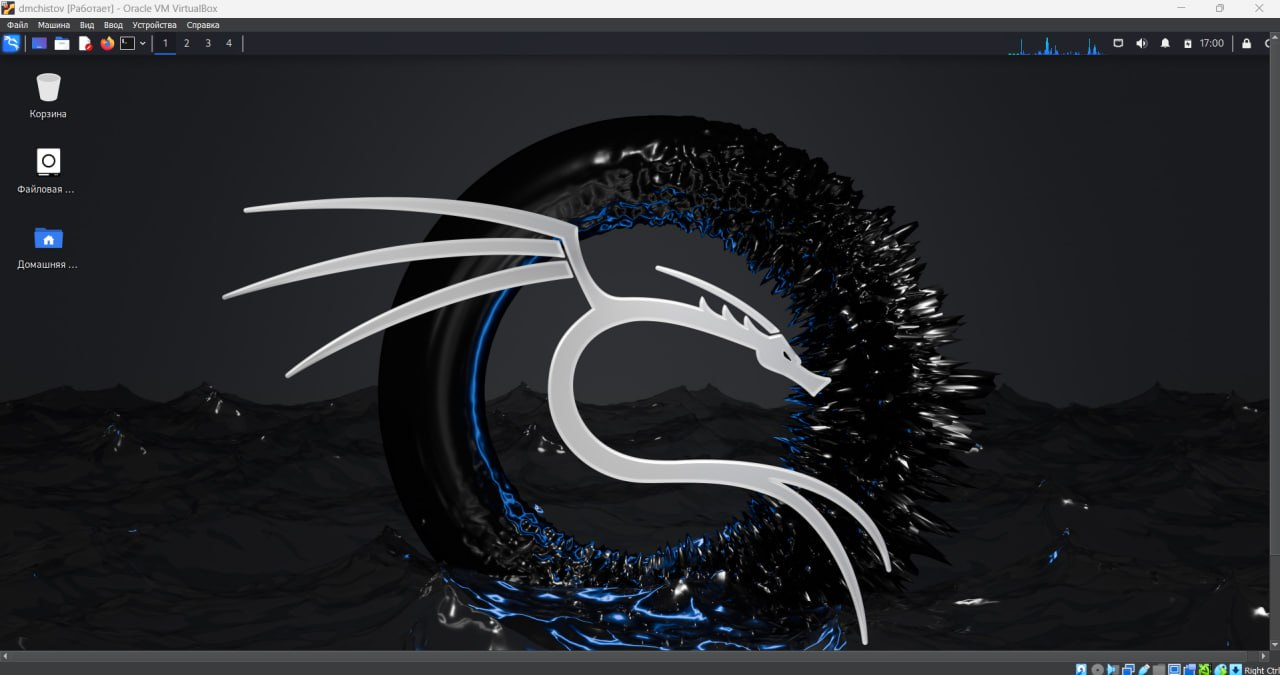 dmchistov [Работает] - Oracle VM VirtualBox
Файл Машина Вид Ввод Устройства Справка
1 2 3 4 17:00
Корзина
Файловая ...
Домашняя ...
Right Ctrl